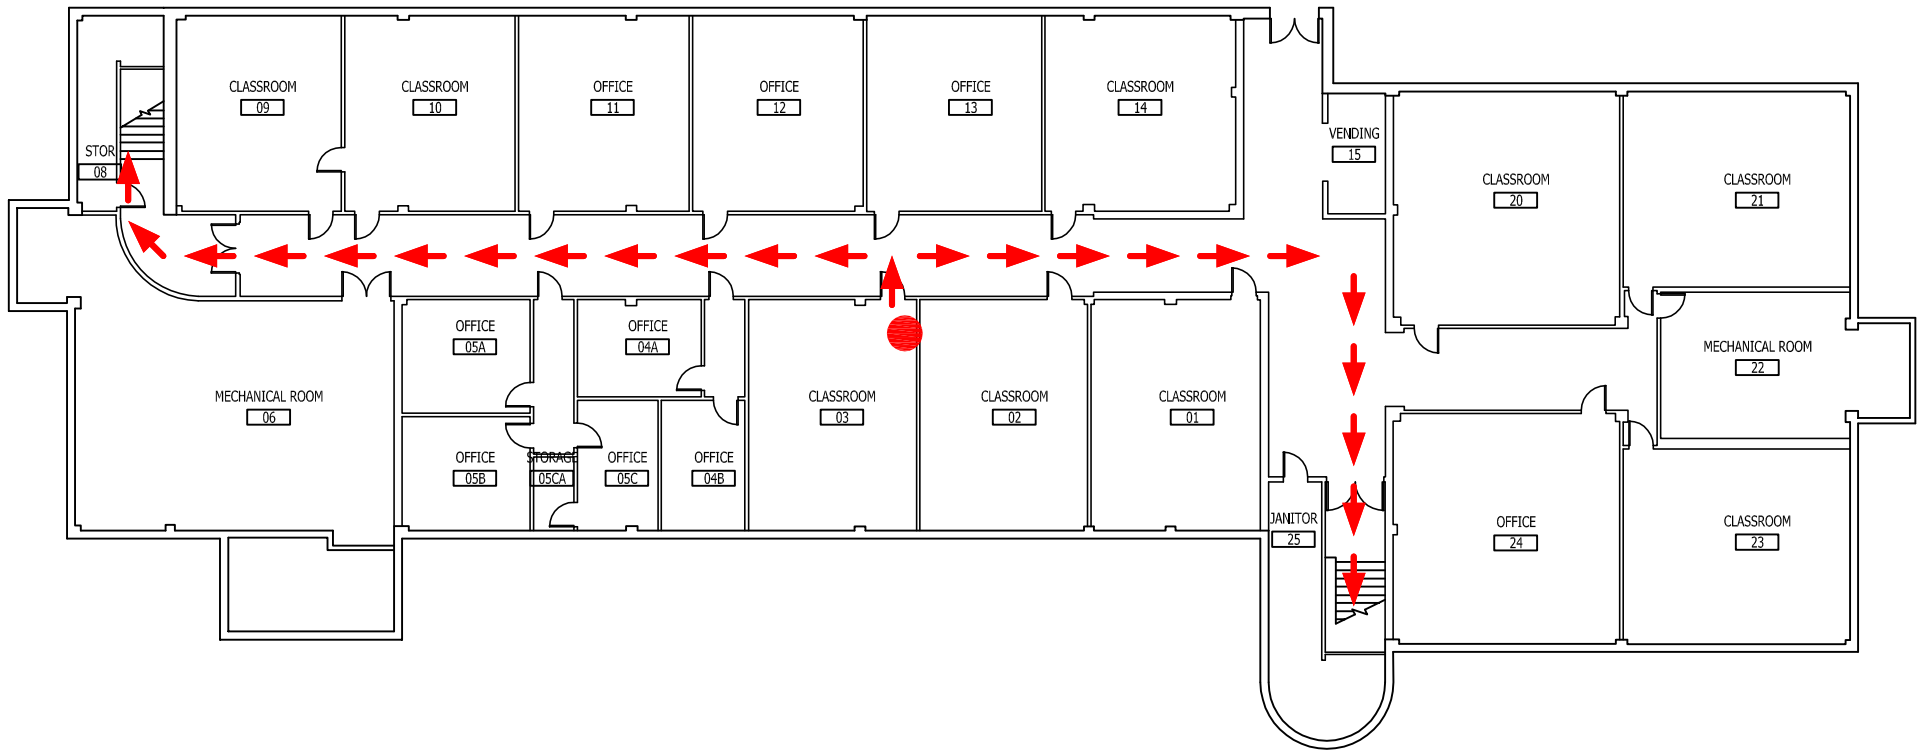 CLASSROOM
09
CLASSROOM
10
OFFICE
11
OFFICE
12
OFFICE
13
CLASSROOM
14
VENDING
15
STOR
08
CLASSROOM
20
CLASSROOM
21
OFFICE
05A
OFFICE
04A
MECHANICAL ROOM
22
MECHANICAL ROOM
06
CLASSROOM
03
CLASSROOM
02
CLASSROOM
01
OFFICE
05B
STORAGE
05CA
OFFICE
05C
OFFICE
04B
JANITOR
25
OFFICE
24
CLASSROOM
23